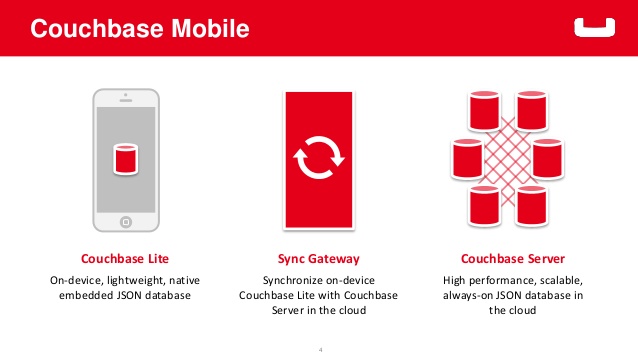 Couchbase Mobile
Couchbase Lite
On-device, lightweight, native
embedded JSON database
Sync Gateway
Synchronize on-device
Couchbase Lite with Couchbase
Server in the cloud
Couchbase Server
High performance, scalable,
always-on JSON database in
the cloud
4